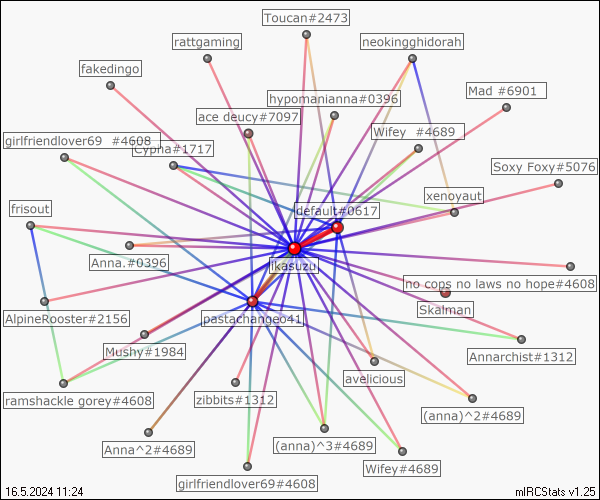 Toucan#2473
rattgaming
neokingghidorah
fakedingo
hypomanianna#0396
Mad #6901
ace deucy#7097
girlfriendlover69 #4608
Cypha#1717
Wifey #4689
Soxy Foxy#5076
xenoyaut
frisout
default#0617
Anna.#0396
ikasuzu
no cops no laws no hope#4608
Skalman
AlpineRooster#2156
pastachangeo41
Mushy#1984
Annarchist#1312
avelicious
ramshackle gorey#4608
zibbits#1312
(anna)^2#4689
Anna^2#4689
(anna)^3#4689
Wifey#4689
girlfriendlover69#4608
16.5.2024 11:24
mIRCStats v1.25